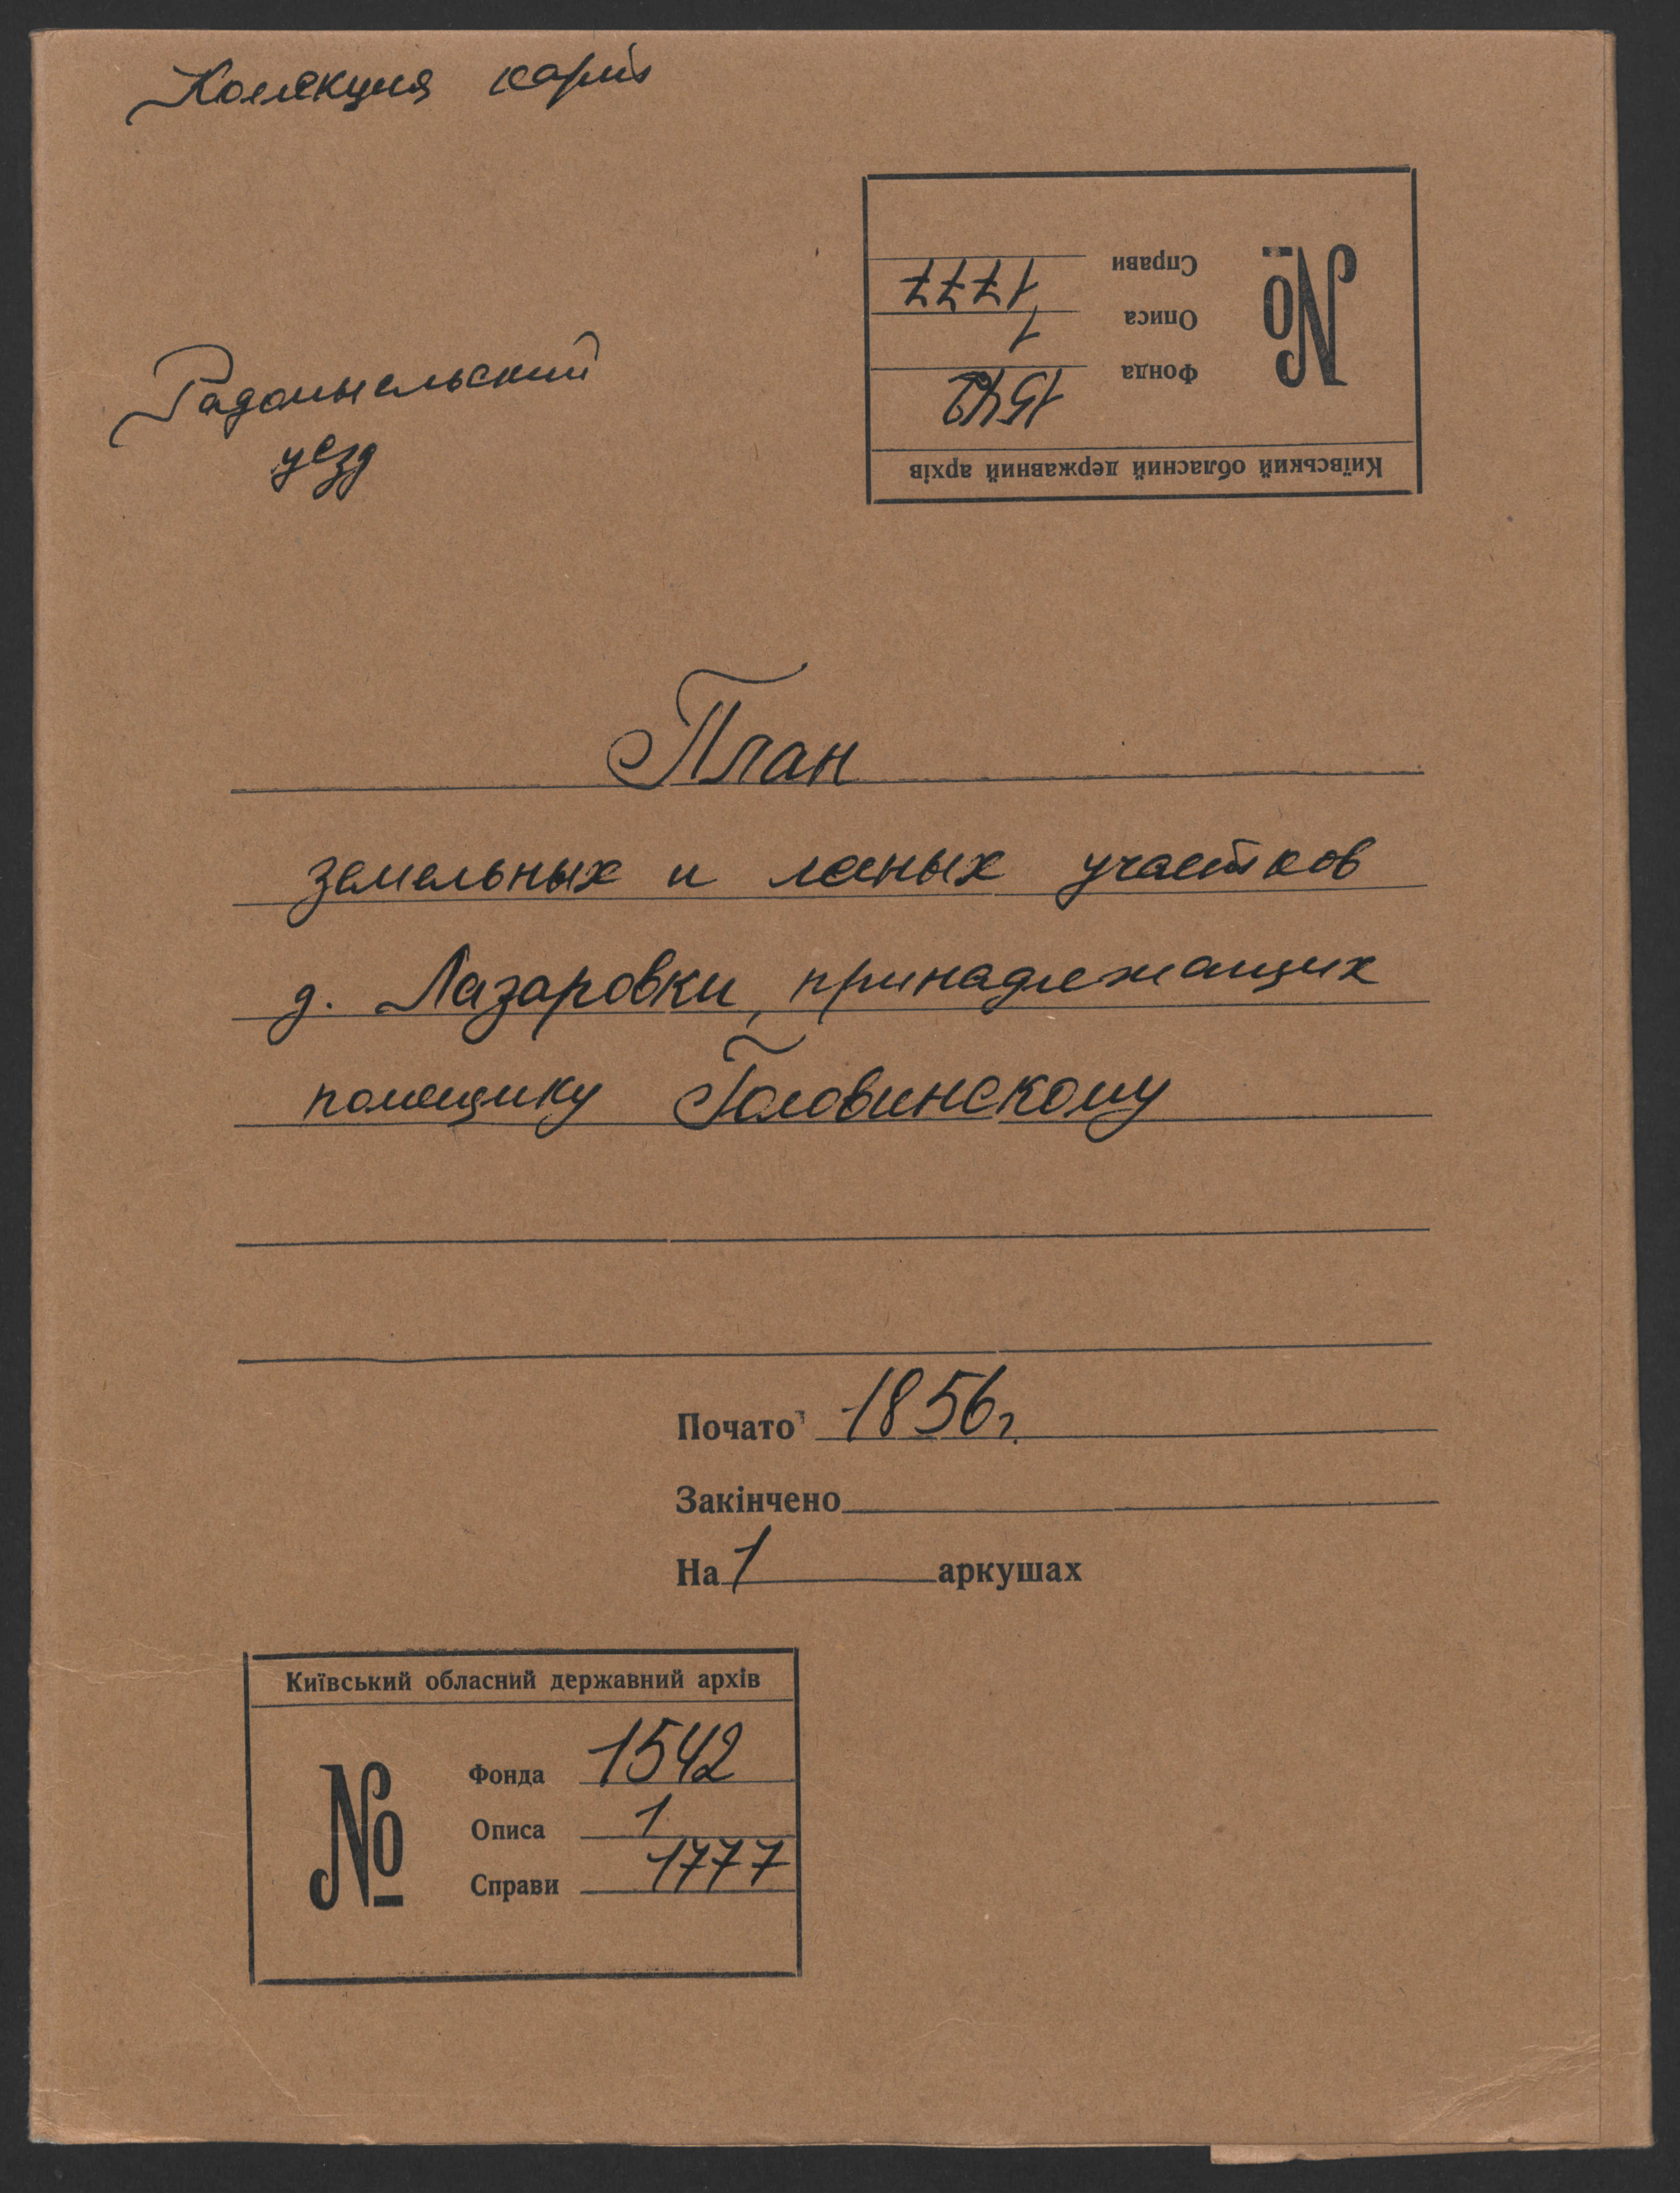 Коллекция карт
Справи 1777
Описа 1
Фонда 1542
№
Київський обласний державний архів
Радомысльский
уезд
План
земельных и лесных участков
д. Лазаровки, принадлежащих
помещику Головинскому
Почато 1856г.
Закінчено
На 1 аркушах
Київський обласний державний архів
№
Фонда 1542
Описа 1
Справи 1777